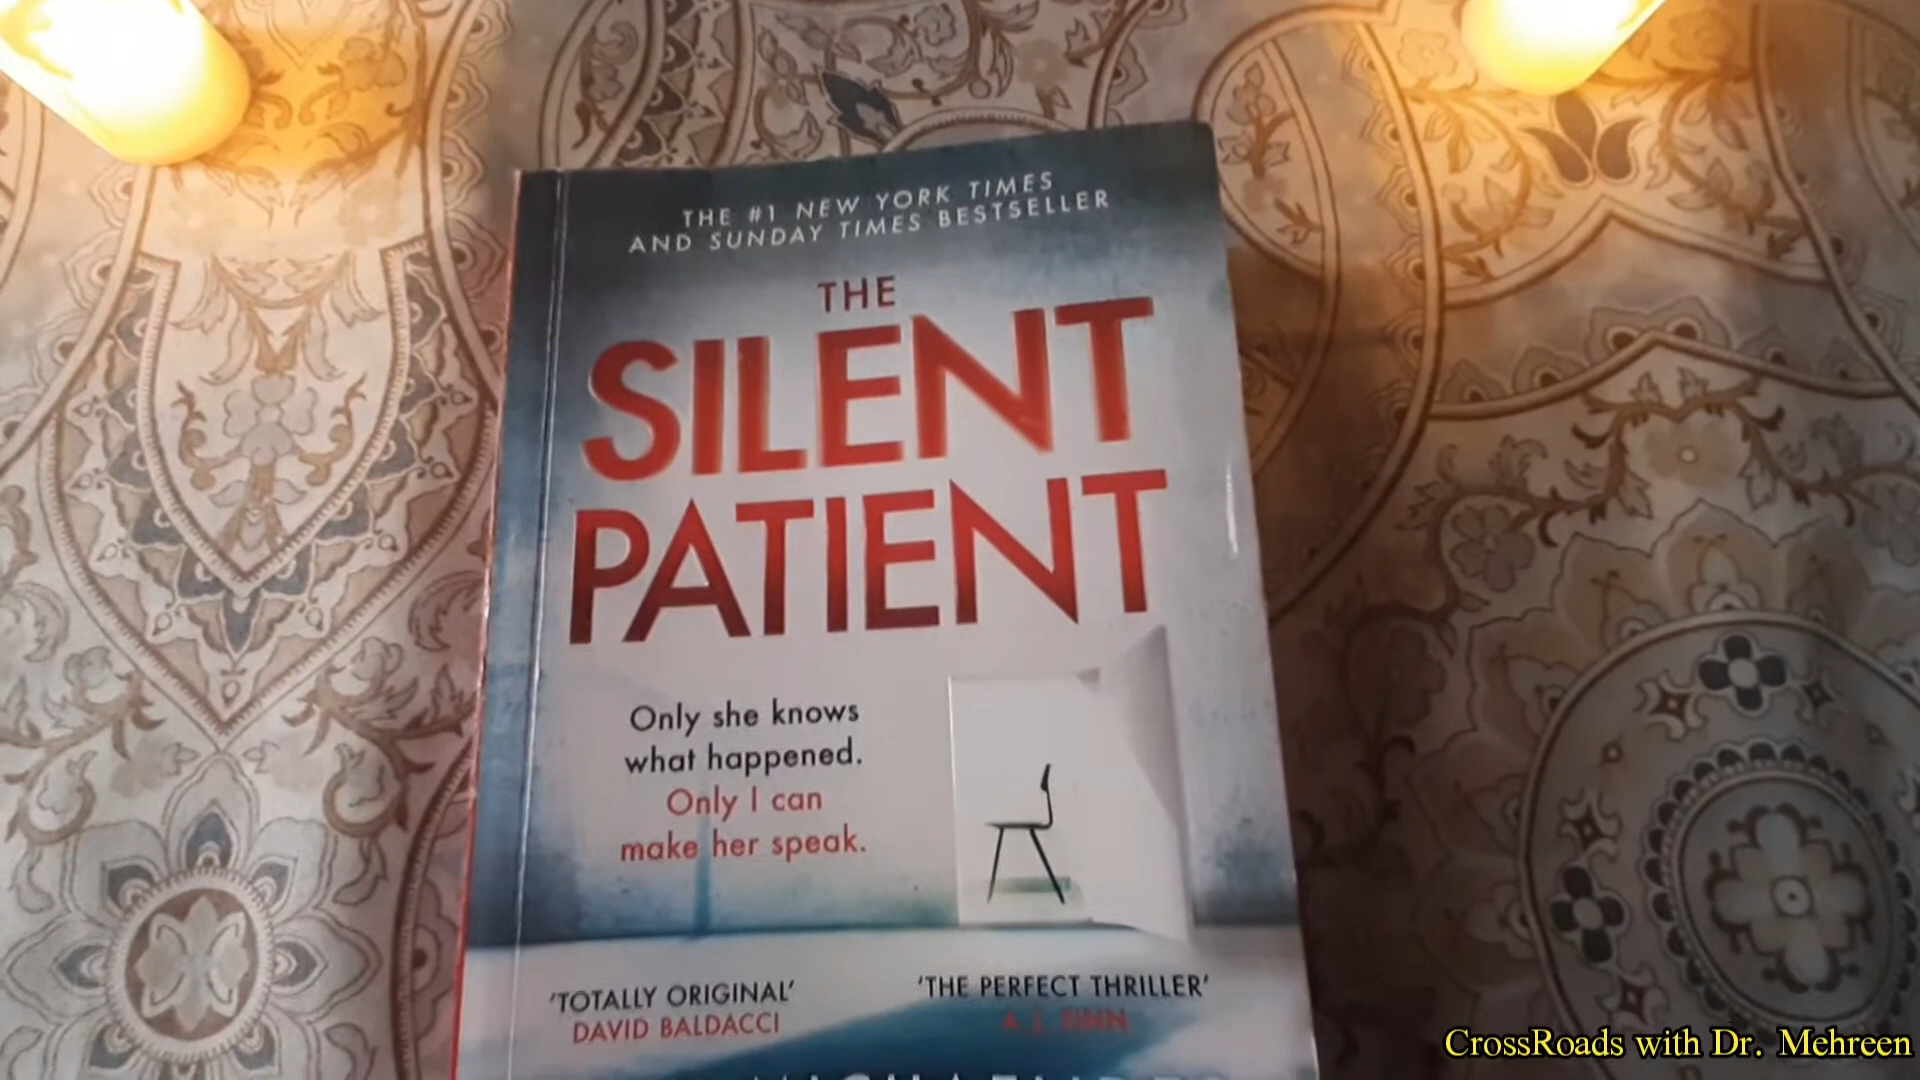 THE #1 NEW YORK TIMES
AND SUNDAY TIMES BESTSELLER
THE
SILENT
PATIENT
Only she knows
what happened.
Only I can
make her speak.
'TOTALLY ORIGINAL'
DAVID BALDACCI
'THE PERFECT THRILLER'
A. J. FINN
CrossRoads with Dr. Mehreen